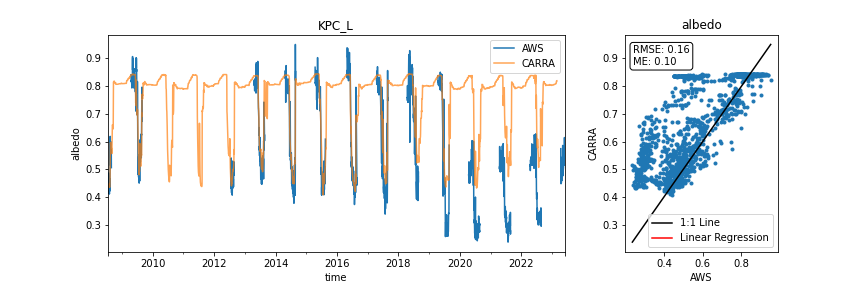 KPC_L
albedo
0.9
0.8
0.7
0.6
0.5
0.4
0.3
albedo
2010
2012
2014
2016
2018
2020
2022
time
AWS
CARRA
0.9
0.8
0.7
0.6
0.5
0.4
0.3
CARRA
RMSE: 0.16
ME: 0.10
1:1 Line
Linear Regression
0.4
0.6
0.8
AWS